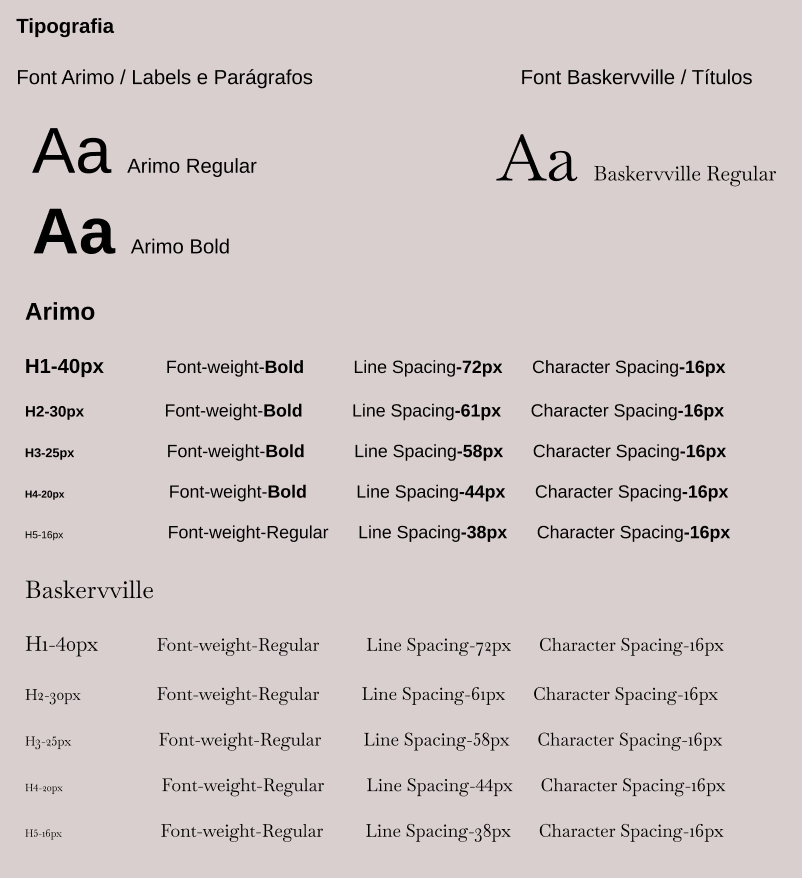 Tipografia
Font Arimo / Labels e Parágrafos Font Baskervville / Títulos
Aa Arimo Regular Aa Baskervville Regular
Aa Arimo Bold
Arimo
H1-40px Font-weight-Bold Line Spacing-72px Character Spacing-16px
H2-30px Font-weight-Bold Line Spacing-61px Character Spacing-16px
H3-25px Font-weight-Bold Line Spacing-58px Character Spacing-16px
H4-20px Font-weight-Bold Line Spacing-44px Character Spacing-16px
H5-16px Font-weight-Regular Line Spacing-38px Character Spacing-16px
Baskervville
H1-40px Font-weight-Regular Line Spacing-72px Character Spacing-16px
H2-30px Font-weight-Regular Line Spacing-61px Character Spacing-16px
H3-25px Font-weight-Regular Line Spacing-58px Character Spacing-16px
H4-20px Font-weight-Regular Line Spacing-44px Character Spacing-16px
H5-16px Font-weight-Regular Line Spacing-38px Character Spacing-16px